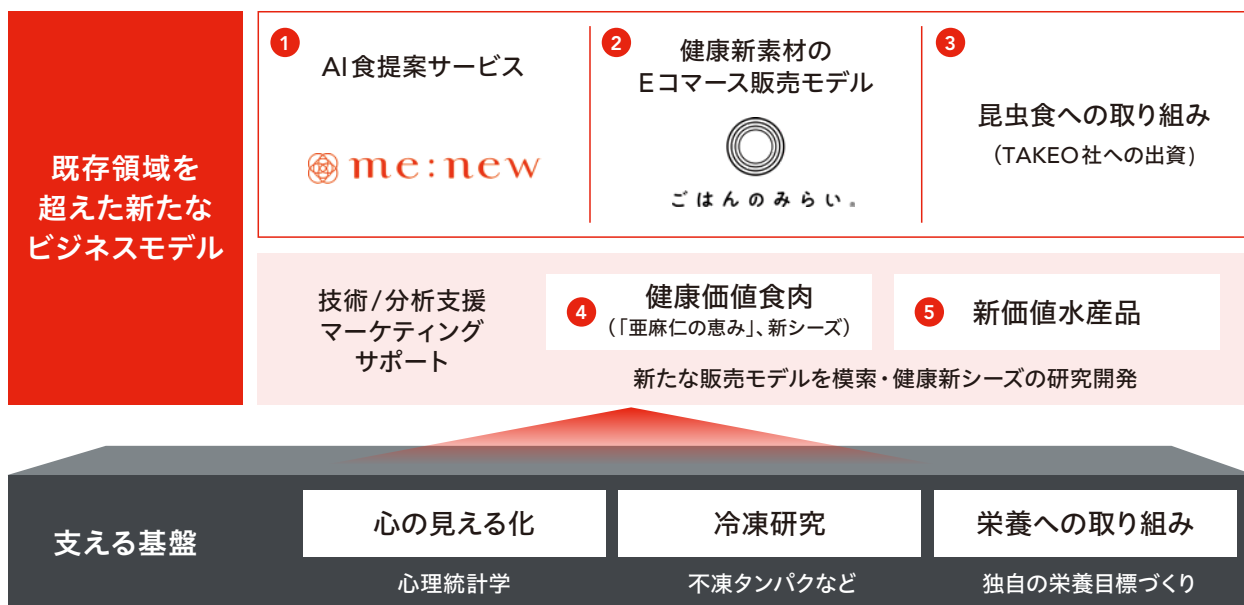 既存領域を
超えた新たな
ビジネスモデル
1
AI食提案サービス
me:new
2
健康新素材の
Eコマース販売モデル
ごはんのみらい。
3
昆虫食への取り組み
(TAKEO社への出資)
技術/分析支援
マーケティング
サポート
4
健康価値食肉
(「亜麻仁の恵み」、新シーズ)
5
新価値水産品
新たな販売モデルを模索・健康新シーズの研究開発
支える基盤
心の見える化
心理統計学
冷凍研究
不凍タンパクなど
栄養への取り組み
独自の栄養目標づくり